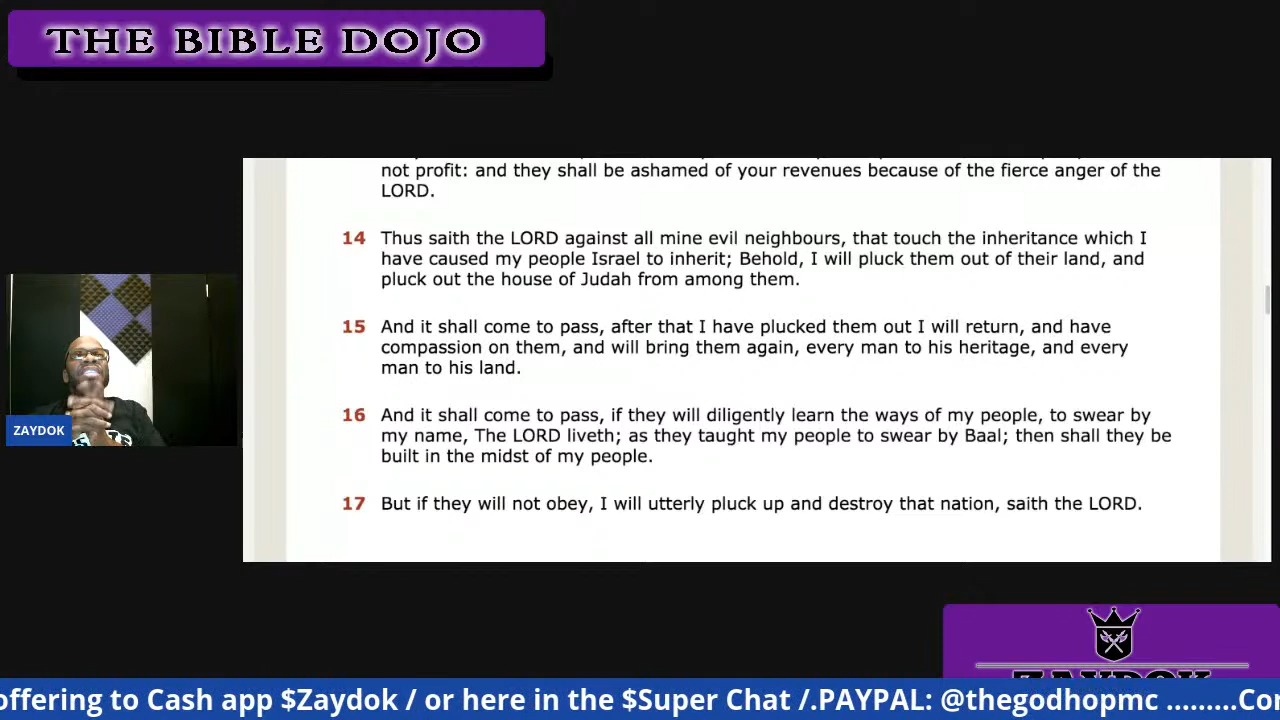 THE BIBLE DOJO
not profit: and they shall be ashamed of your revenues because of the fierce anger of the
LORD.
14 Thus saith the LORD against all mine evil neighbours, that touch the inheritance which I
have caused my people Israel to inherit; Behold, I will pluck them out of their land, and
pluck out the house of Judah from among them.
15 And it shall come to pass, after that I have plucked them out I will return, and have
compassion on them, and will bring them again, every man to his heritage, and every
man to his land.
16 And it shall come to pass, if they will diligently learn the ways of my people, to swear by
my name, The LORD liveth; as they taught my people to swear by Baal; then shall they be
built in the midst of my people.
17 But if they will not obey, I will utterly pluck up and destroy that nation, saith the LORD.
ZAYDOK
ZAYDOK
offering to Cash app $Zaydok / or here in the $Super Chat /.PAYPAL: @thegodhopmc .........Co